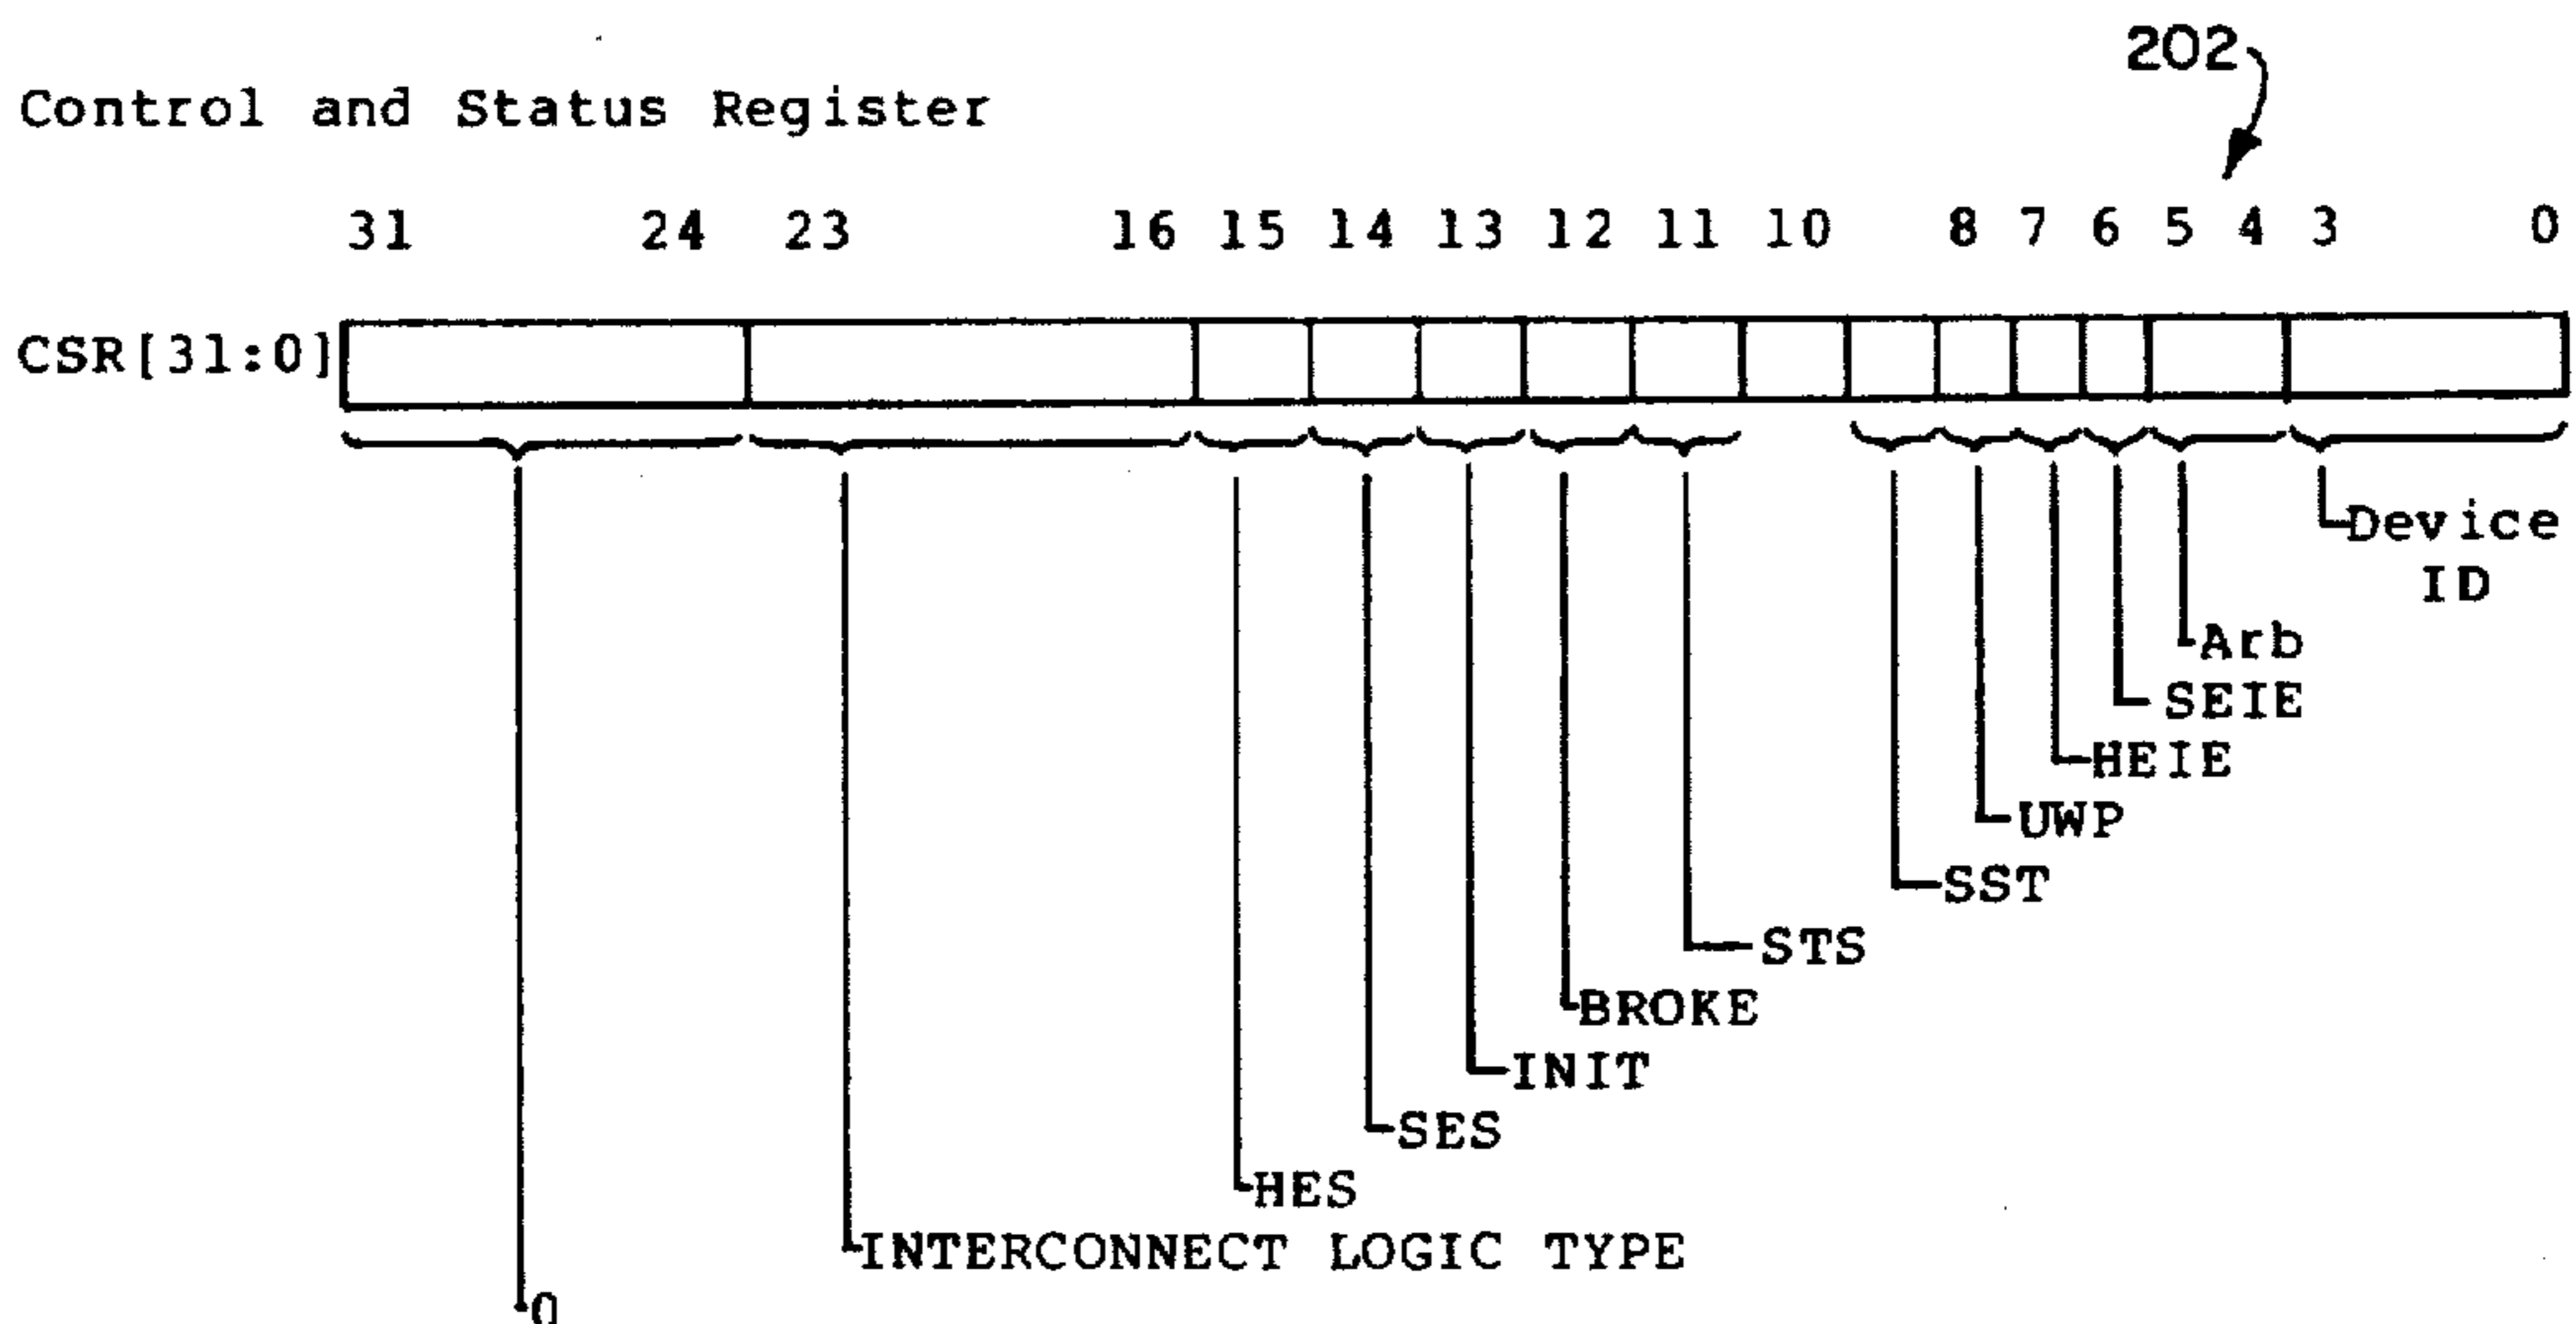 202
Control and Status Register
31 24 23 16 15 14 13 12 11 10 8 7 6 5 4 3 0
CSR[31:0]
Device
ID
Arb
SEIE
HEIE
UWP
SST
STS
BROKE
INIT
SES
HES
INTERCONNECT LOGIC TYPE
0